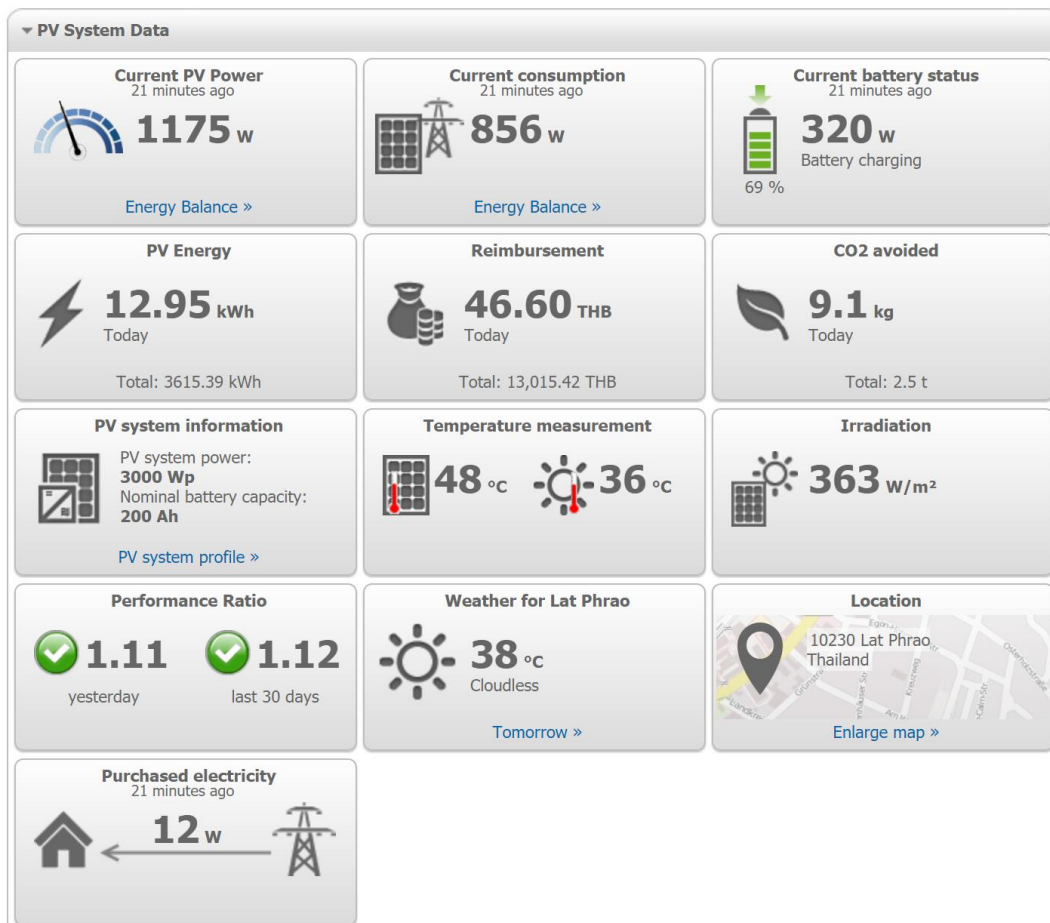 PV System Data
Current PV Power
21 minutes ago
1175 W
Energy Balance »
Current consumption
21 minutes ago
856 W
Energy Balance »
Current battery status
21 minutes ago
320 W
Battery charging
69 %
PV Energy
12.95 kWh
Today
Total: 3615.39 kWh
Reimbursement
46.60 THB
Today
Total: 13,015.42 THB
CO2 avoided
9.1 kg
Today
Total: 2.5 t
PV system information
PV system power:
3000 Wp
Nominal battery capacity:
200 Ah
PV system profile »
Temperature measurement
48 °C
36 °C
Irradiation
363 W/m²
Performance Ratio
1.11
yesterday
1.12
last 30 days
Weather for Lat Phrao
38 °C
Cloudless
Tomorrow »
Location
10230 Lat Phrao
Thailand
Enlarge map »
Purchased electricity
21 minutes ago
12 W